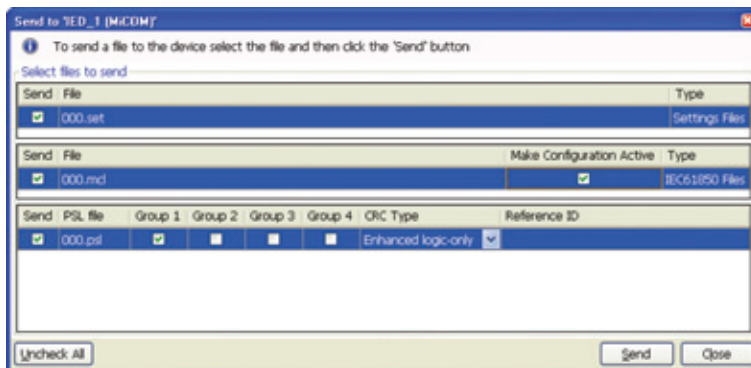 Send to 'IED_1 (MiCOM)'
To send a file to the device select the file and then click the 'Send' button
Select files to send
Send File Type
000.set Settings Files
Send File Make Configuration Active Type
000.mcl IEC61850 Files
Send PSL file Group 1 Group 2 Group 3 Group 4 CRC Type Reference ID
000.psl Enhanced logic-only
Uncheck All Send Close